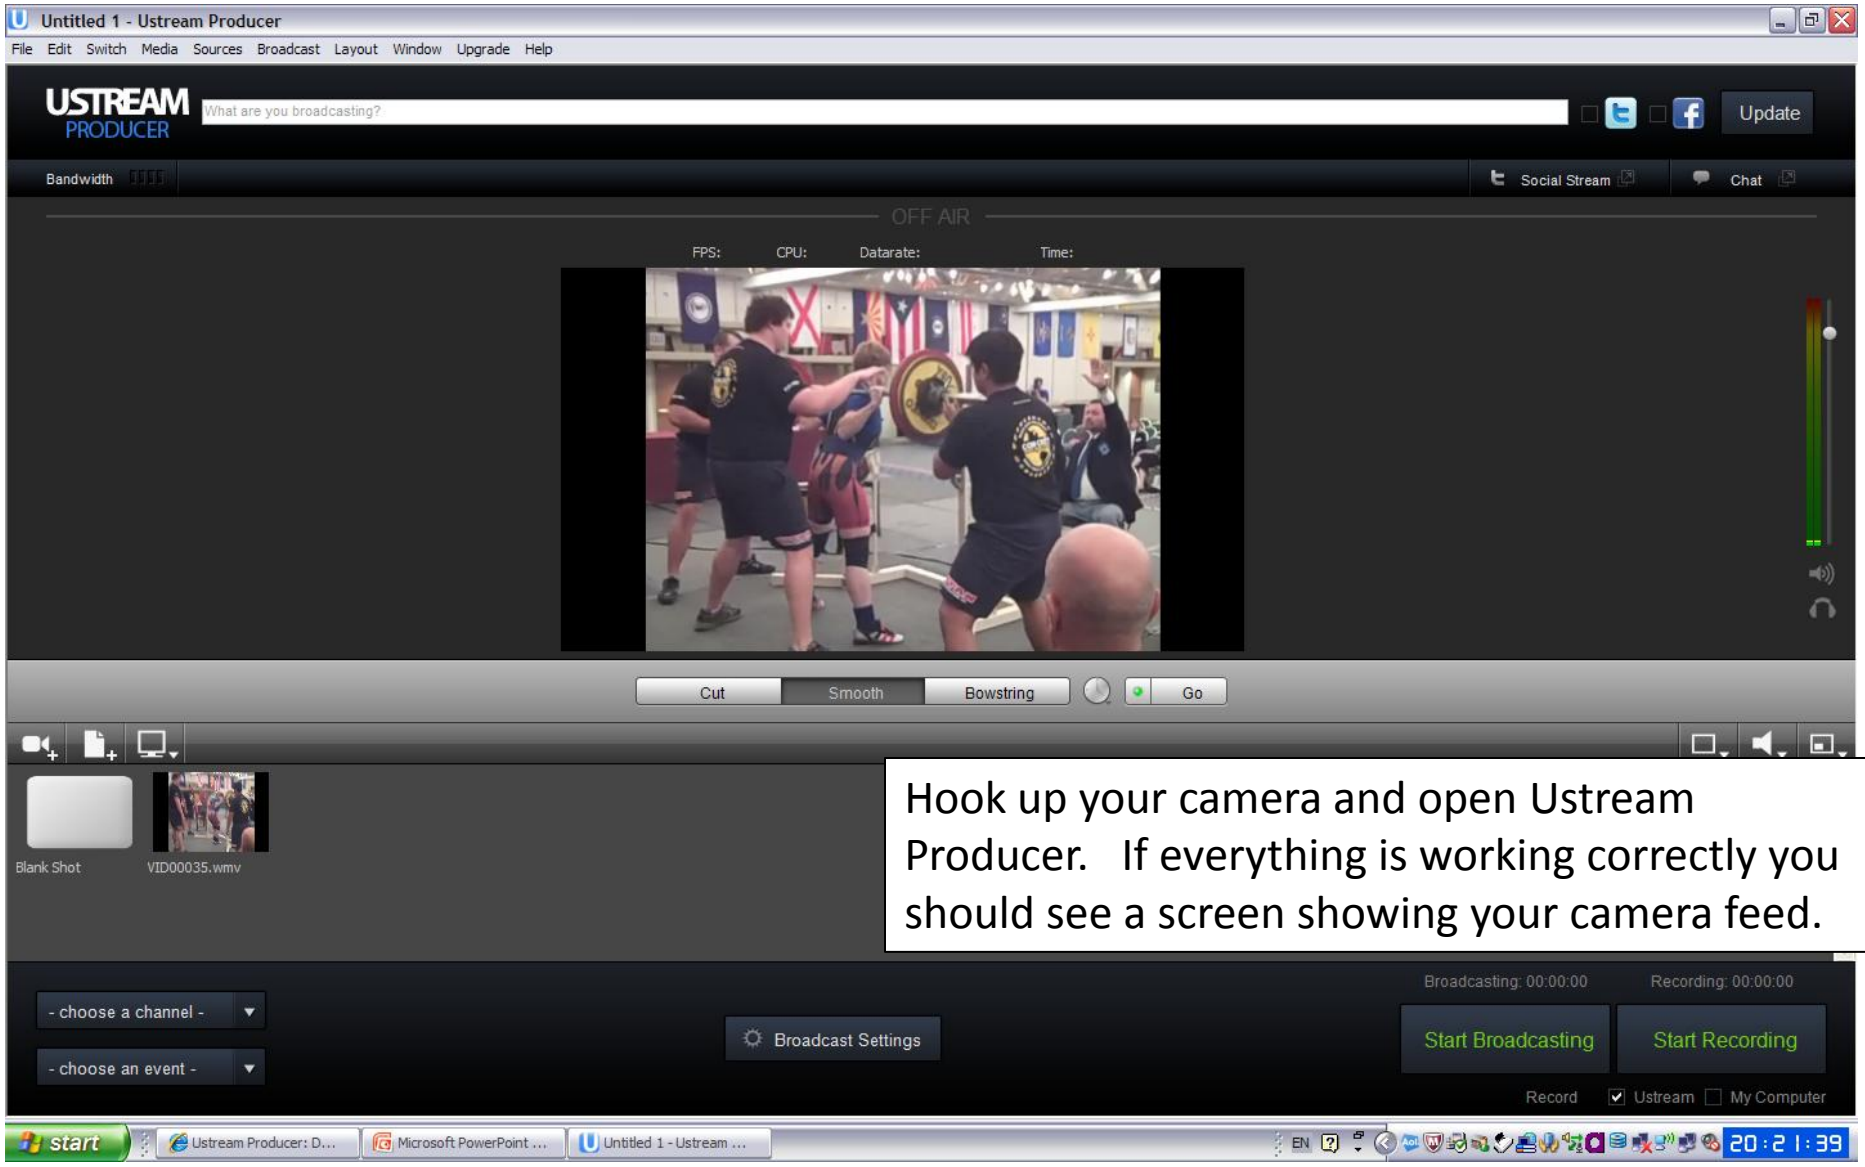 Untitled 1 - Ustream Producer
File Edit Switch Media Sources Broadcast Layout Window Upgrade Help
USTREAM
PRODUCER
What are you broadcasting?
Update
Bandwidth
Social Stream
Chat
OFF AIR
FPS: CPU: Datarate: Time:
Cut Smooth Bowstring Go
Blank Shot VID00035.wmv
Hook up your camera and open Ustream
Producer. If everything is working correctly you
should see a screen showing your camera feed.
Broadcasting: 00:00:00 Recording: 00:00:00
- choose a channel -
Broadcast Settings
Start Broadcasting Start Recording
- choose an event -
Record Ustream My Computer
start Ustream Producer: D... Microsoft PowerPoint ... Untitled 1 - Ustream ... EN 20:21:39